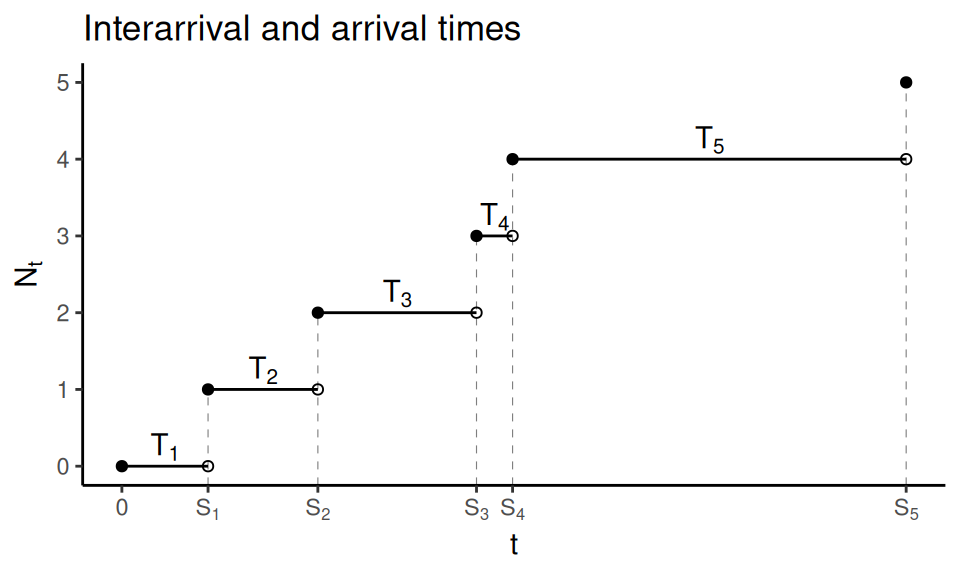 Interarrival and arrival times
5
4
3
2
1
0
N_t
T_1
T_2
T_3
T_4
T_5
0 S_1 S_2 S_3 S_4 S_5
t